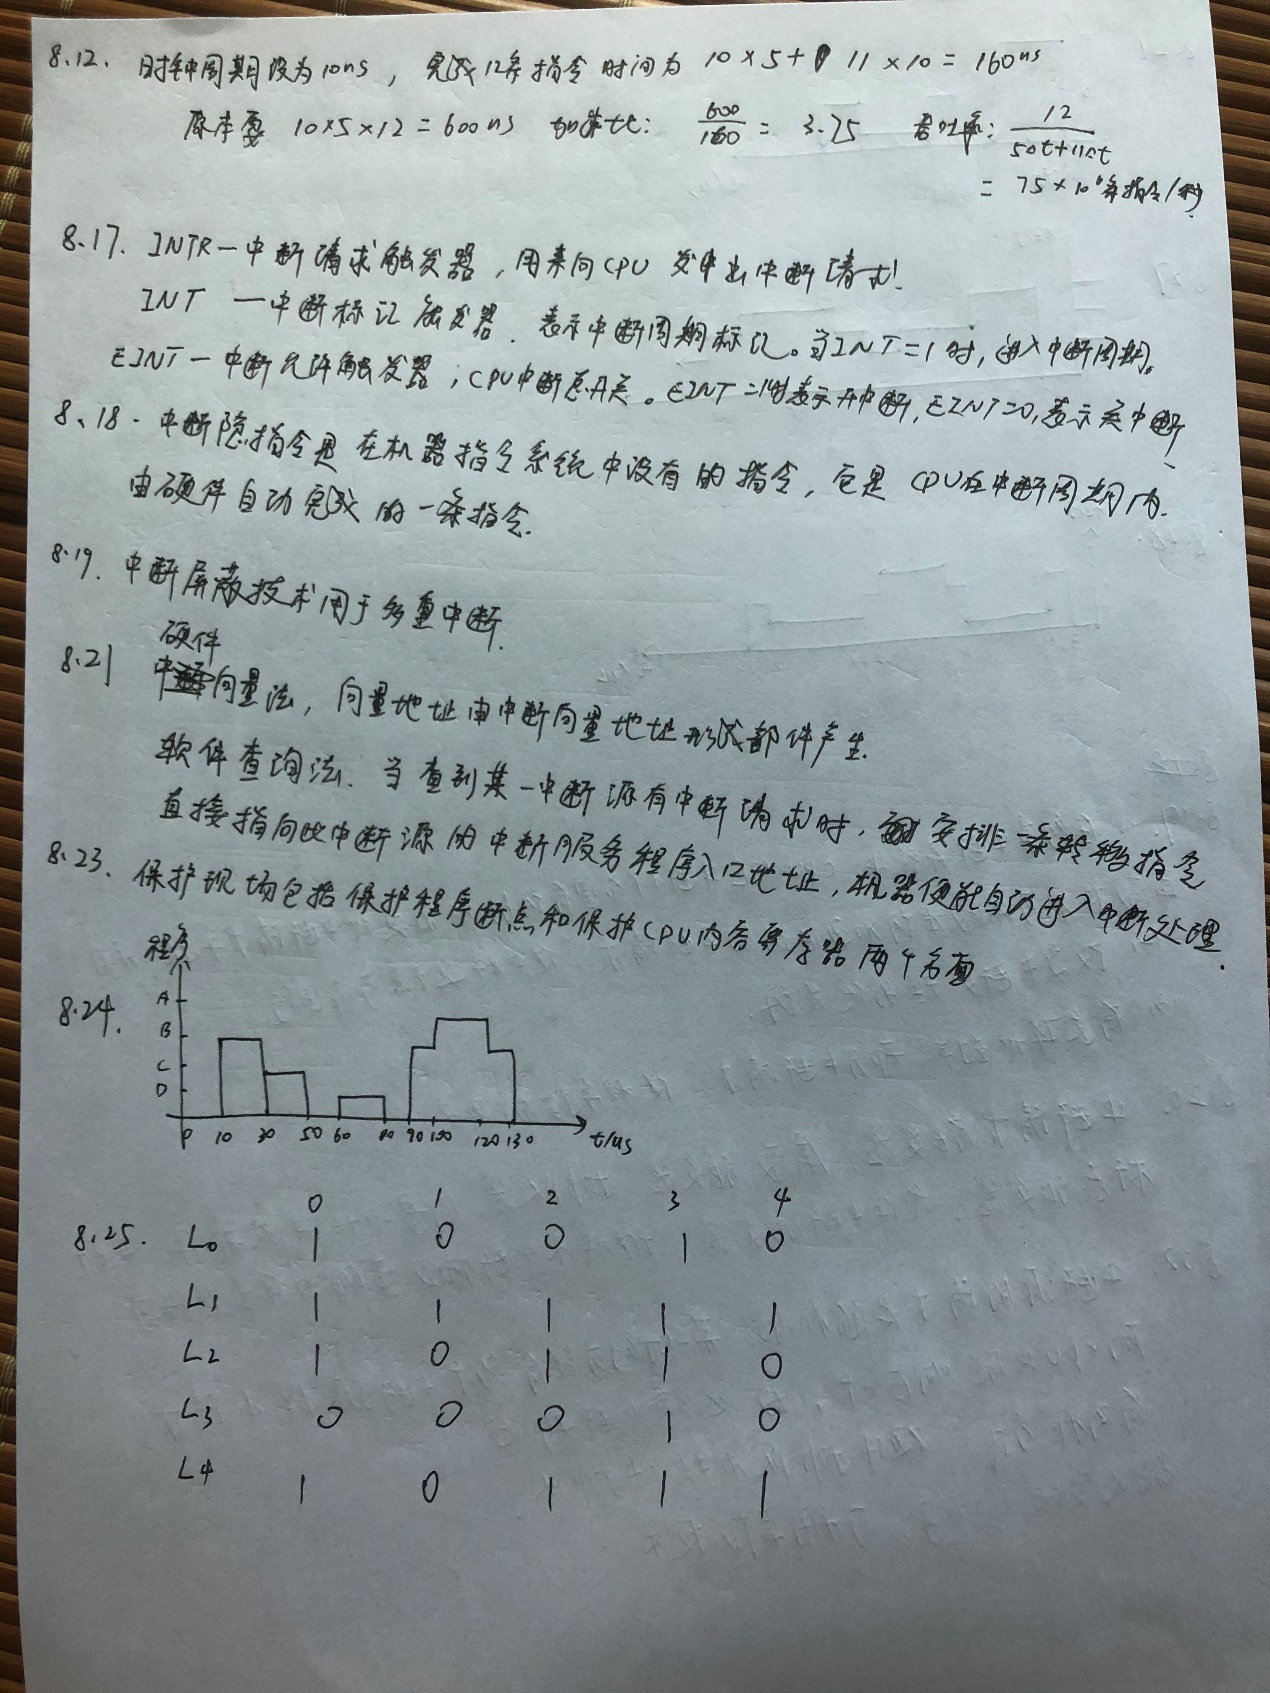 8.12. 时钟周期设为10ns，完成12条指令时间为 10×5+ 11×10=160ns
原本要 10×5×12=600ns 加速比: 600/160 = 3.75 吞吐率: 12/(5Δt+11Δt)
= 75×10⁶条指令/秒
8.17. INTR—中断请求触发器，用来向CPU发出中断请求!
INT —中断标记触发器. 表示中断周期标记。当INT=1时，进入中断周期。
EINT—中断允许触发器；CPU中断总开关。EINT=1时表示开中断，EINT=0，表示关中断、
8.18. 中断隐指令是在机器指令系统中没有的指令，它是CPU在中断周期内.
由硬件自动完成的一条指令.
8.19. 中断屏蔽技术用于多重中断.
硬件
8.21 向量法，向量地址由中断向量地址形成部件产生.
软件查询法. 当查到某一中断源有中断请求时，安排一条转移指令
直接指向此中断源的中断服务程序入口地址，机器便能自动进入中断处理.
8.23. 保护现场包括保护程序断点和保护CPU内各寄存器两个方面
程序
8.24. A
B
C
D
P 10 30 50 60 80 90 100 120 130 t/us
0 1 2 3 4
8.25. L0 1 0 0 1 0
L1 1 1 1 1 1
L2 1 0 1 1 0
L3 0 0 0 1 0
L4 1 0 1 1 1